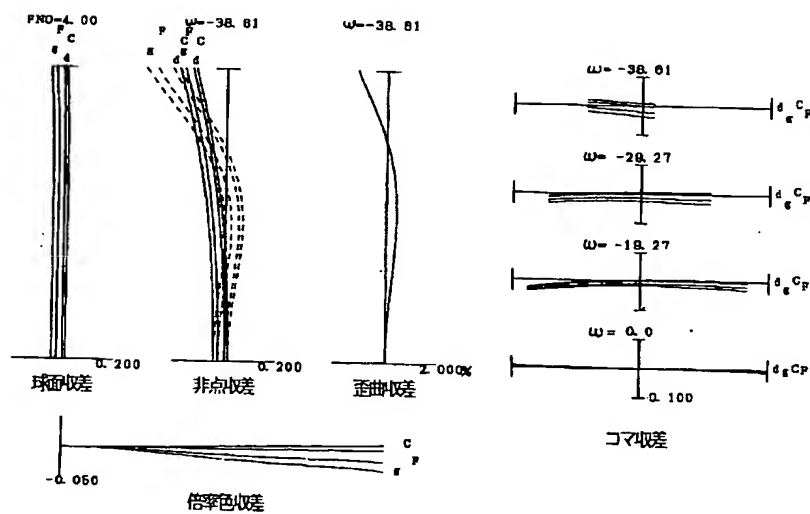 FNO=4.00
F
g C
d
ω=-38.61
F
g
F
C
g C
d d
ω=-38.61
0.200
球面収差
0.200
非点収差
2.000%
歪曲収差
ω=-38.61
d g C F
ω= -29.27
d g C F
ω= -18.27
d g C F
ω= 0.0
d g C F
0.100
コマ収差
C
F
g
-0.050
倍率色収差